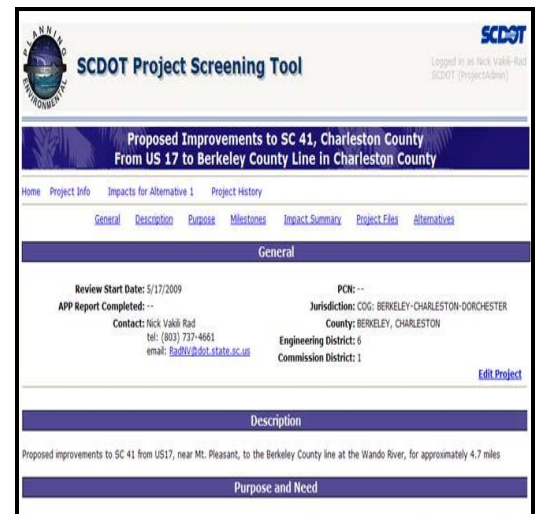 PLANNING
ENVIRONMENTAL
SCDOT
SCDOT Project Screening Tool
Logged in as Nick Vakili-Rad
SCDOT (ProjectAdmin)
Proposed Improvements to SC 41, Charleston County
From US 17 to Berkeley County Line in Charleston County
Home Project Info Impacts for Alternative 1 Project History
General Description Purpose Milestones Impact Summary Project Files Alternatives
General
Review Start Date: 5/17/2009 PCN: --
APP Report Completed: -- Jurisdiction: COG: BERKELEY-CHARLESTON-DORCHESTER
Contact: Nick Vakili Rad County: BERKELEY, CHARLESTON
tel: (803) 737-4661 Engineering District: 6
email: RadNV@dot.state.sc.us Commission District: 1
Edit Project
Description
Proposed improvements to SC 41 from US17, near Mt. Pleasant, to the Berkeley County line at the Wando River, for approximately 4.7 miles
Purpose and Need